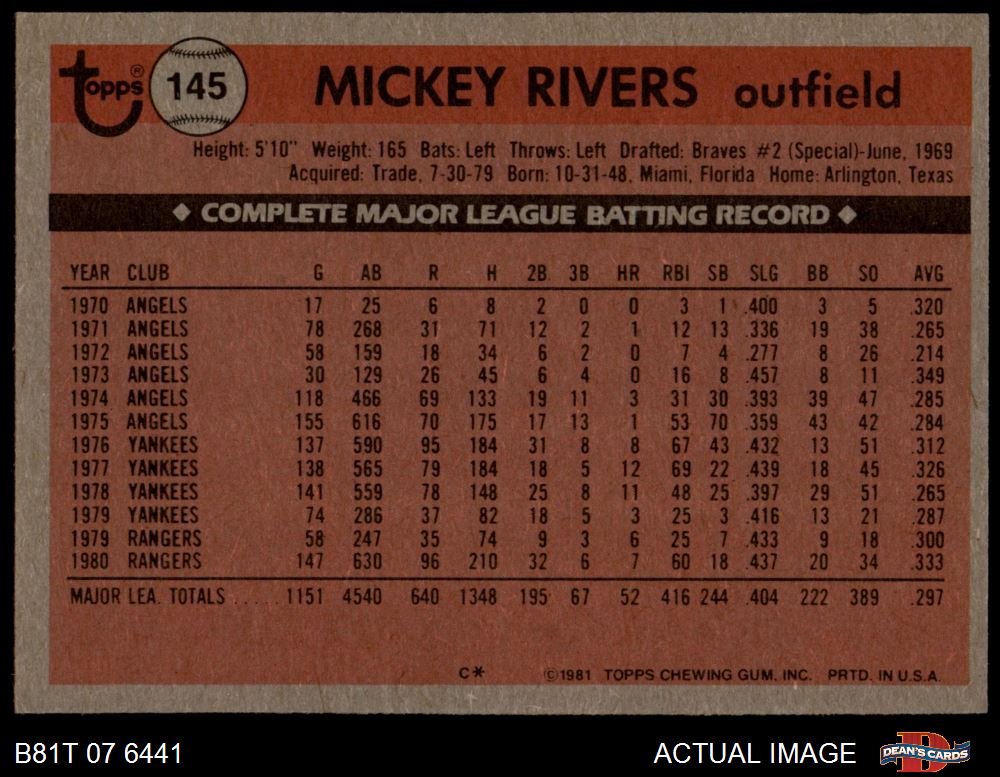 Topps® 145 MICKEY RIVERS outfield
Height: 5'10" Weight: 165 Bats: Left Throws: Left Drafted: Braves #2 (Special)-June, 1969
Acquired: Trade, 7-30-79 Born: 10-31-48, Miami, Florida Home: Arlington, Texas
◆ COMPLETE MAJOR LEAGUE BATTING RECORD ◆
YEAR CLUB G AB R H 2B 3B HR RBI SB SLG BB SO AVG
1970 ANGELS 17 25 6 8 2 0 0 3 1 .400 3 5 .320
1971 ANGELS 78 268 31 71 12 2 1 12 13 .336 19 38 .265
1972 ANGELS 58 159 18 34 6 2 0 7 4 .277 8 26 .214
1973 ANGELS 30 129 26 45 6 4 0 16 8 .457 8 11 .349
1974 ANGELS 118 466 69 133 19 11 3 31 30 .393 39 47 .285
1975 ANGELS 155 616 70 175 17 13 1 53 70 .359 43 42 .284
1976 YANKEES 137 590 95 184 31 8 8 67 43 .432 13 51 .312
1977 YANKEES 138 565 79 184 18 5 12 69 22 .439 18 45 .326
1978 YANKEES 141 559 78 148 25 8 11 48 25 .397 29 51 .265
1979 YANKEES 74 286 37 82 18 5 3 25 3 .416 13 21 .287
1979 RANGERS 58 247 35 74 9 3 6 25 7 .433 9 18 .300
1980 RANGERS 147 630 96 210 32 6 7 60 18 .437 20 34 .333
MAJOR LEA. TOTALS ..... 1151 4540 640 1348 195 67 52 416 244 .404 222 389 .297
C* ©1981 TOPPS CHEWING GUM, INC. PRTD. IN U.S.A.
B81T 07 6441 ACTUAL IMAGE DEAN'S CARDS